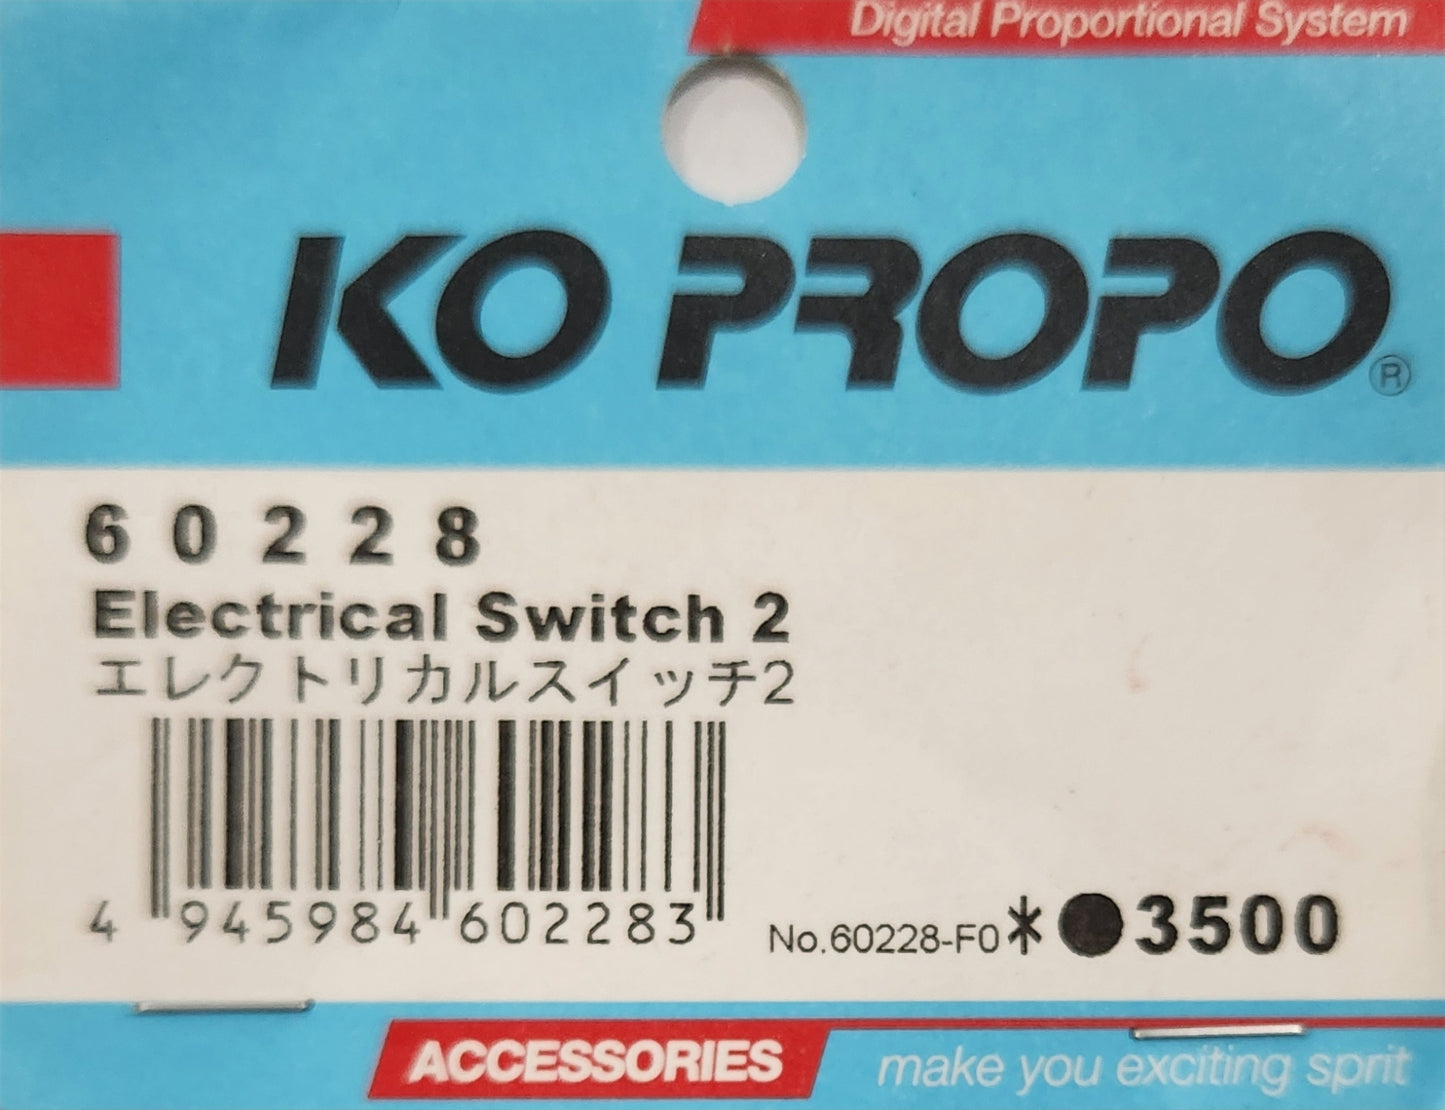 Digital Proportional System
KO PROPO®
60228
Electrical Switch 2
エレクトリカルスイッチ2
4 945984 602283
No.60228-F0＊●3500
ACCESSORIES
make you exciting sprit